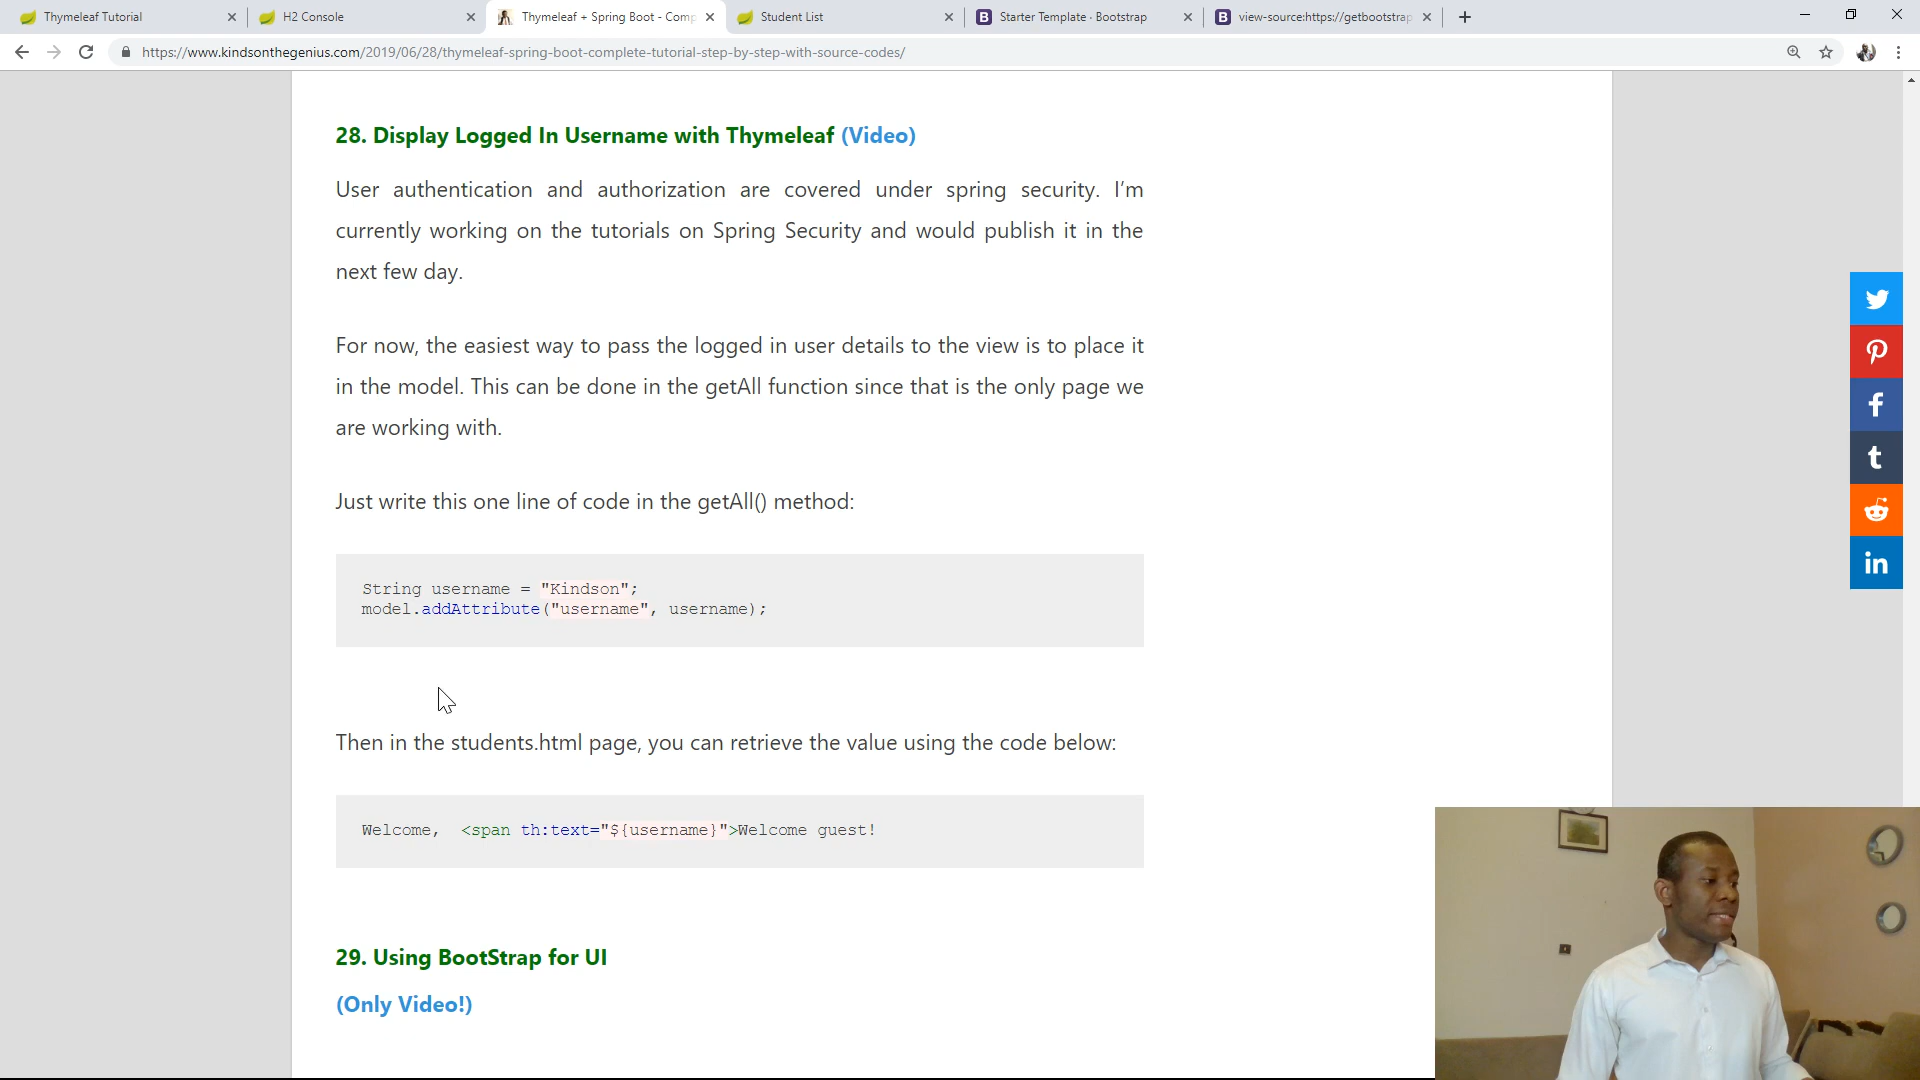 Thymeleaf Tutorial
H2 Console
Thymeleaf + Spring Boot - Comp
Student List
Starter Template · Bootstrap
view-source:https://getbootstrap
https://www.kindsonthegenius.com/2019/06/28/thymeleaf-spring-boot-complete-tutorial-step-by-step-with-source-codes/
28. Display Logged In Username with Thymeleaf (Video)
User authentication and authorization are covered under spring security. I'm
currently working on the tutorials on Spring Security and would publish it in the
next few day.
For now, the easiest way to pass the logged in user details to the view is to place it
in the model. This can be done in the getAll function since that is the only page we
are working with.
Just write this one line of code in the getAll() method:
String username = "Kindson";
model.addAttribute("username", username);
Then in the students.html page, you can retrieve the value using the code below:
Welcome,  <span th:text="${username}">Welcome guest!
29. Using BootStrap for UI
(Only Video!)